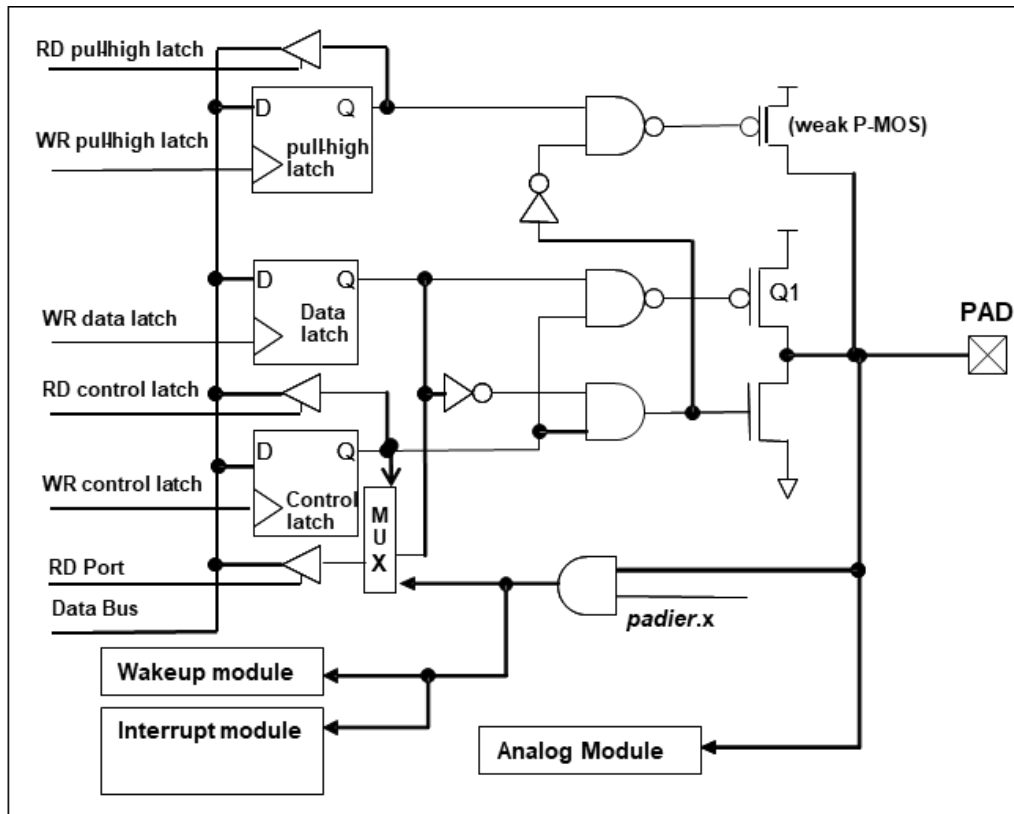 RD pull-high latch
D
Q
pull-high
latch
WR pull-high latch
(weak P-MOS)
D
Q
Data
latch
WR data latch
Q1
PAD
RD control latch
D
Q
Control
latch
WR control latch
M
U
X
RD Port
Data Bus
padier.x
Wakeup module
Interrupt module
Analog Module